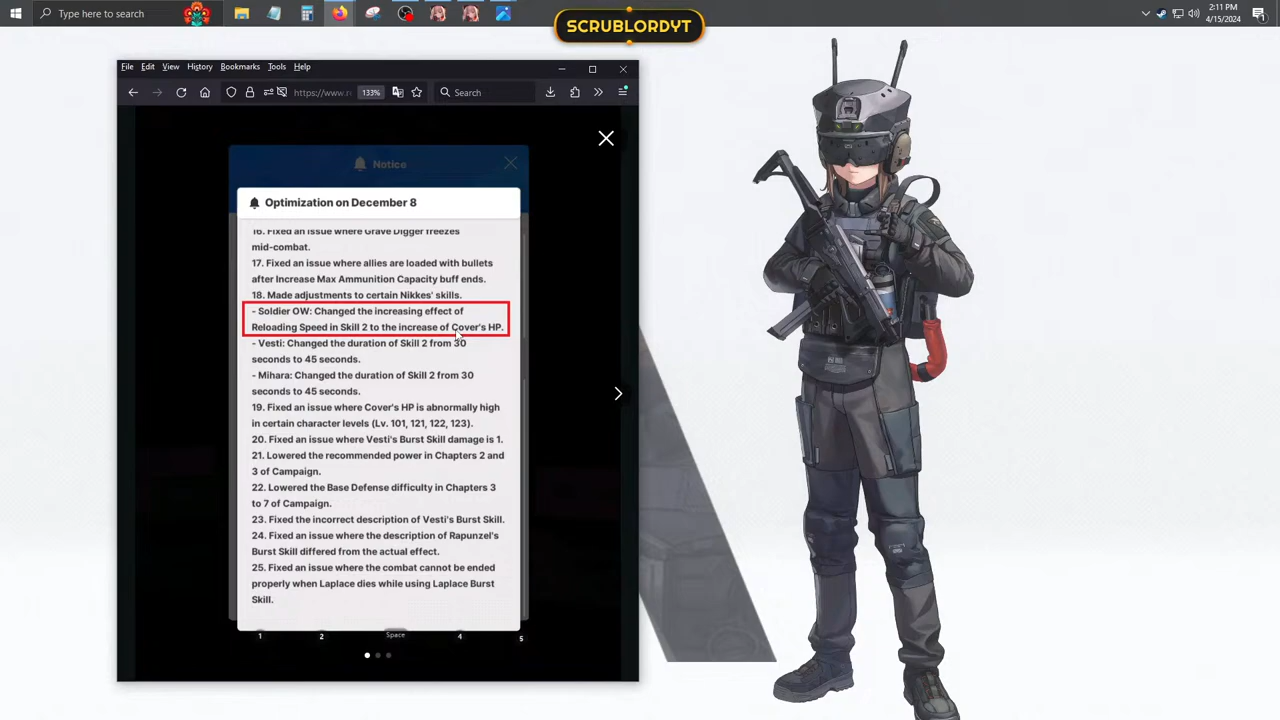 Type here to search
2:11 PM
4/15/2024
SCRUBLORDYT
File Edit View History Bookmarks Tools Help
https://www.r
133%
Search
Notice
Optimization on December 8
16. Fixed an issue where Grave Digger freezes
mid-combat.
17. Fixed an issue where allies are loaded with bullets
after Increase Max Ammunition Capacity buff ends.
18. Made adjustments to certain Nikkes' skills.
- Soldier OW: Changed the increasing effect of
Reloading Speed in Skill 2 to the increase of Cover's HP.
- Vesti: Changed the duration of Skill 2 from 30
seconds to 45 seconds.
- Mihara: Changed the duration of Skill 2 from 30
seconds to 45 seconds.
19. Fixed an issue where Cover's HP is abnormally high
in certain character levels (Lv. 101, 121, 122, 123).
20. Fixed an issue where Vesti's Burst Skill damage is 1.
21. Lowered the recommended power in Chapters 2 and
3 of Campaign.
22. Lowered the Base Defense difficulty in Chapters 3
to 7 of Campaign.
23. Fixed the incorrect description of Vesti's Burst Skill.
24. Fixed an issue where the description of Rapunzel's
Burst Skill differed from the actual effect.
25. Fixed an issue where the combat cannot be ended
properly when Laplace dies while using Laplace Burst
Skill.
1 2 Space 4 5